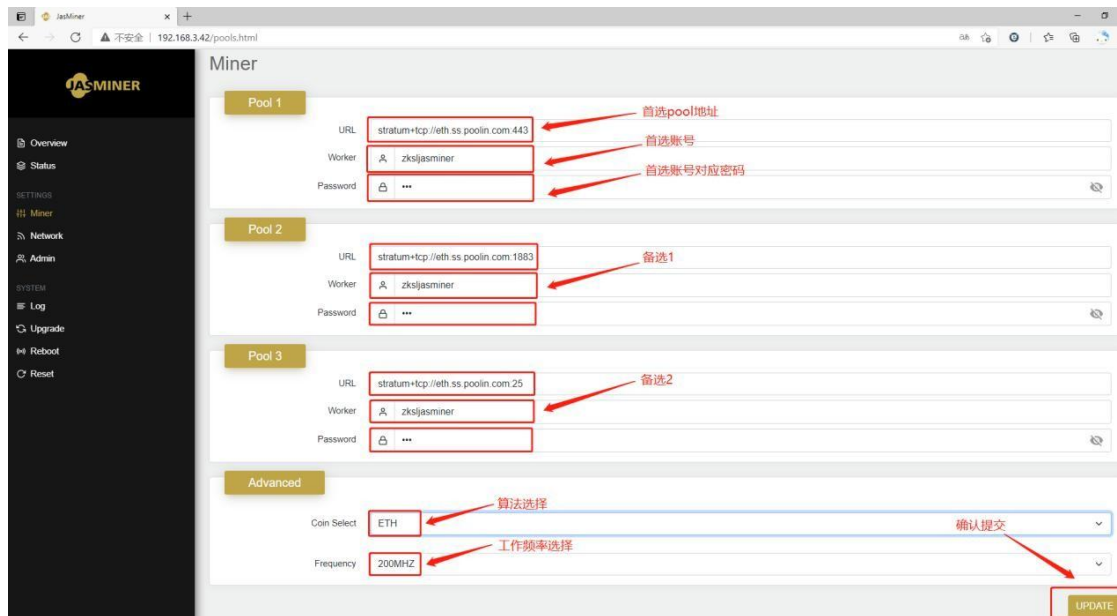 JasMiner
不安全 | 192.168.3.42/pools.html
JASMINER
Overview
Status
SETTINGS
Miner
Network
Admin
SYSTEM
Log
Upgrade
Reboot
Reset
Miner
Pool 1
URL stratum+tcp://eth.ss.poolin.com:443 首选pool地址
Worker zksljasminer 首选账号
Password ••• 首选账号对应密码
Pool 2
URL stratum+tcp://eth.ss.poolin.com:1883 备选1
Worker zksljasminer
Password •••
Pool 3
URL stratum+tcp://eth.ss.poolin.com:25 备选2
Worker zksljasminer
Password •••
Advanced
算法选择
Coin Select ETH 确认提交
工作频率选择
Frequency 200MHZ
UPDATE